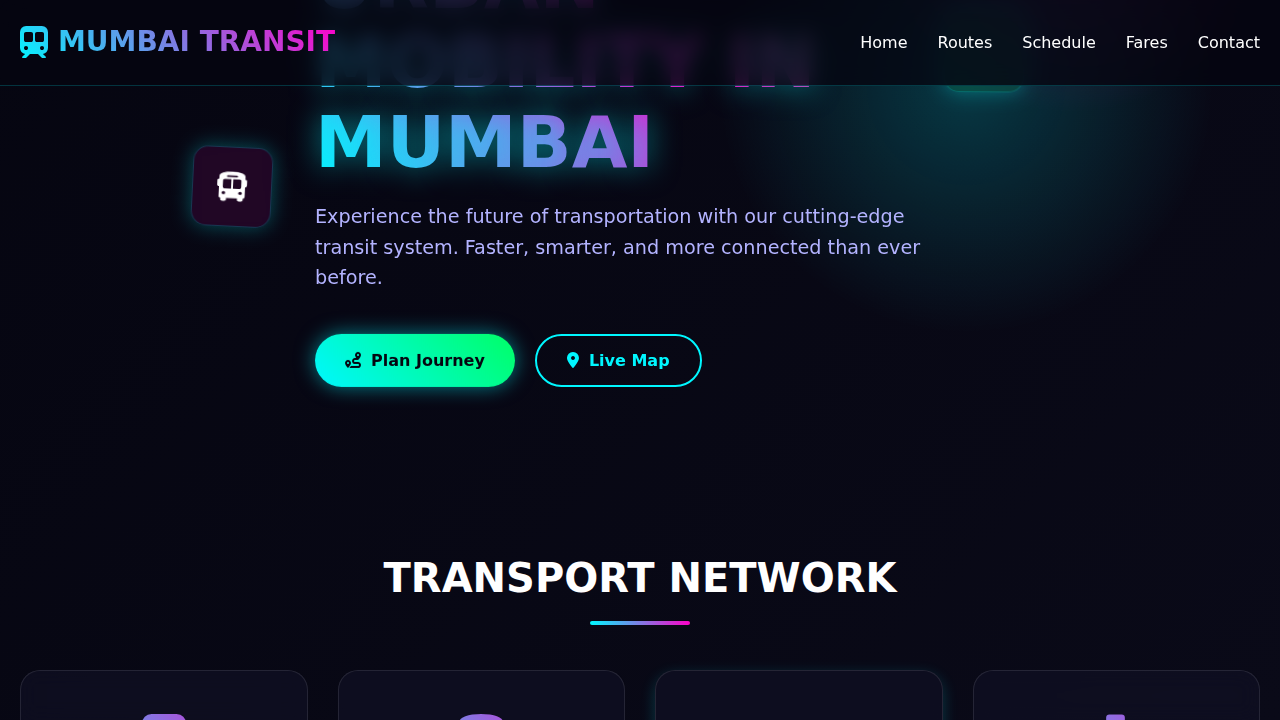 MUMBAI TRANSIT
Home
Routes
Schedule
Fares
Contact
MOBILITY IN
MUMBAI
Experience the future of transportation with our cutting-edge
transit system. Faster, smarter, and more connected than ever
before.
Plan Journey
Live Map
TRANSPORT NETWORK